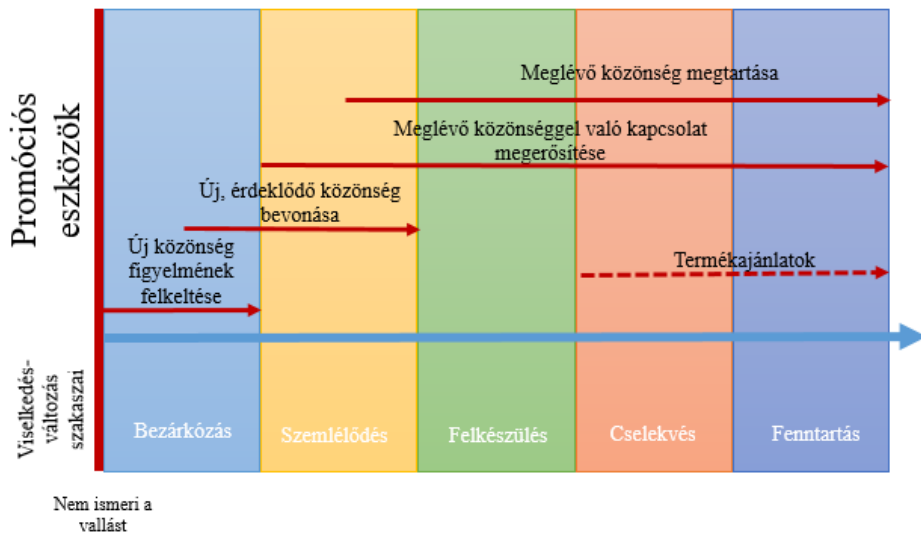 Promóciós
eszközök
Meglévő közönség megtartása
Meglévő közönséggel való kapcsolat
megerősítése
Új, érdeklődő közönség
bevonása
Új közönség
figyelmének
felkeltése
Termékajánlatok
Viselkedés-
változás
szakaszai
Bezárkózás
Szemlélődés
Felkészülés
Cselekvés
Fenntartás
Nem ismeri a
vallást